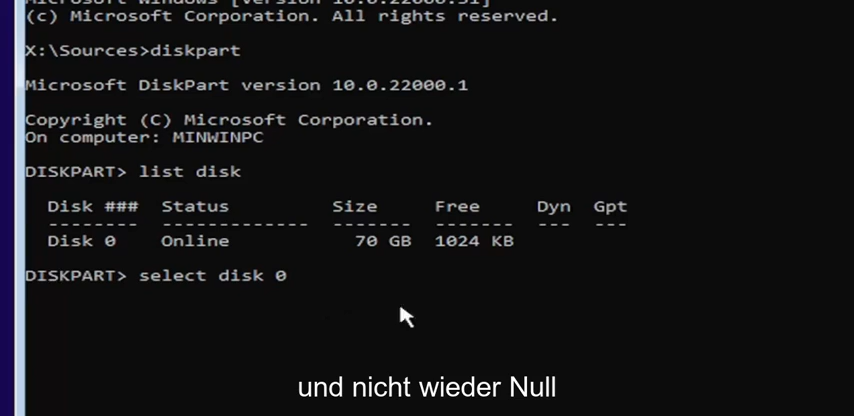 (c) Microsoft Corporation. All rights reserved.
X:\Sources>diskpart
Microsoft DiskPart version 10.0.22000.1
Copyright (C) Microsoft Corporation.
On computer: MINWINPC
DISKPART> list disk
Disk ### Status Size Free Dyn Gpt
-------- ------------- ------- ------- --- ---
Disk 0 Online 70 GB 1024 KB
DISKPART> select disk 0
und nicht wieder Null